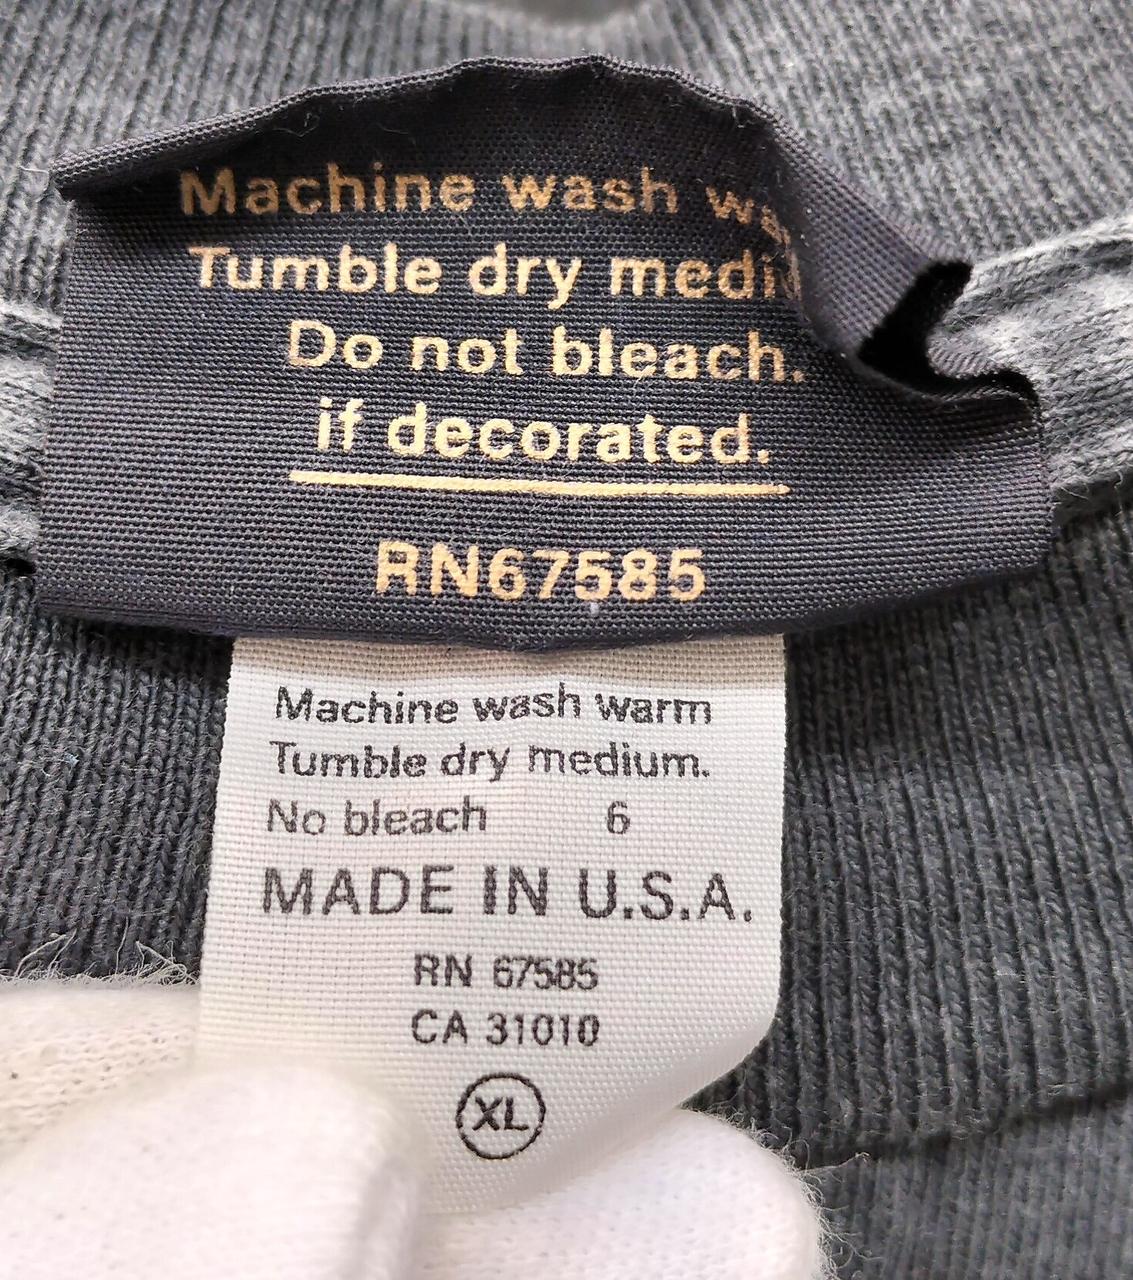 Machine wash
Tumble dry
Do not bleach.
if decorated.
RN67585
Machine wash warm
Tumble dry medium.
No bleach 6
MADE IN U.S.A.
RN 67585
CA 31010
XL